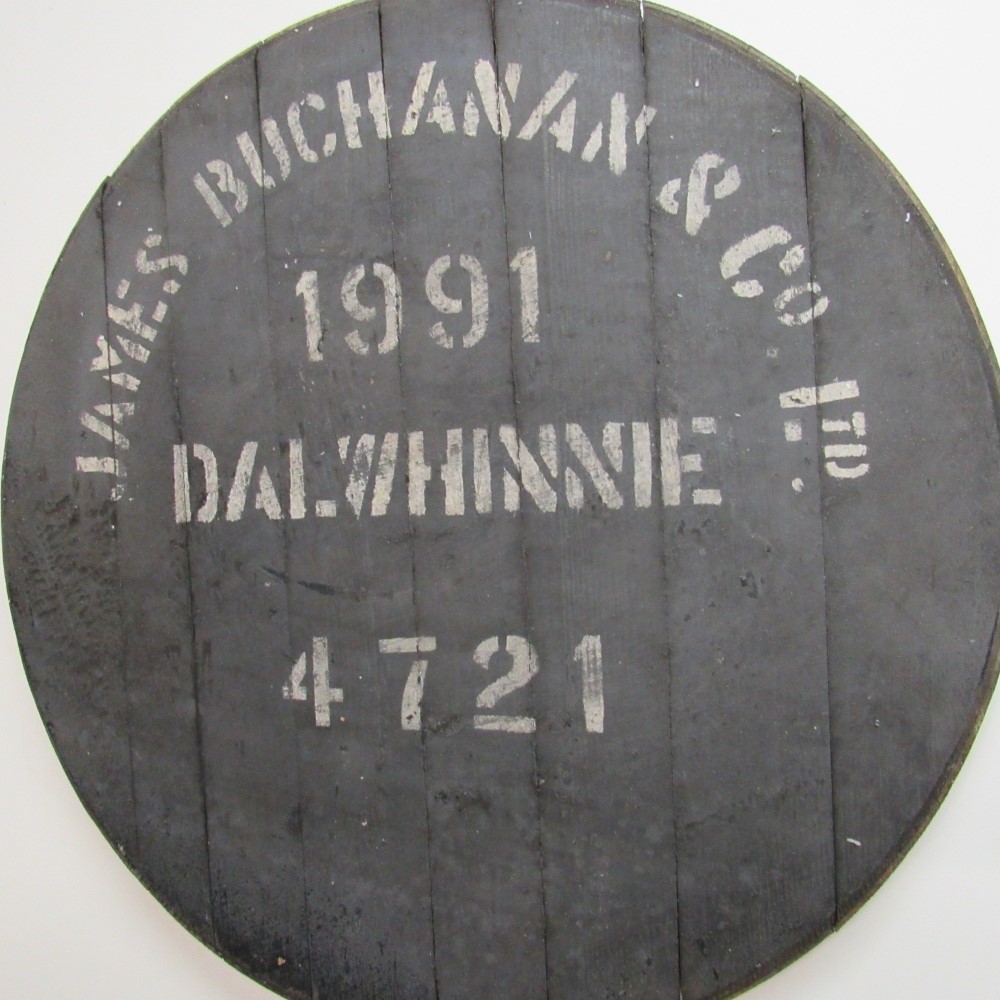 JAMES BUCHANAN & CO. LTD
1991
DALWHINNIE
4721